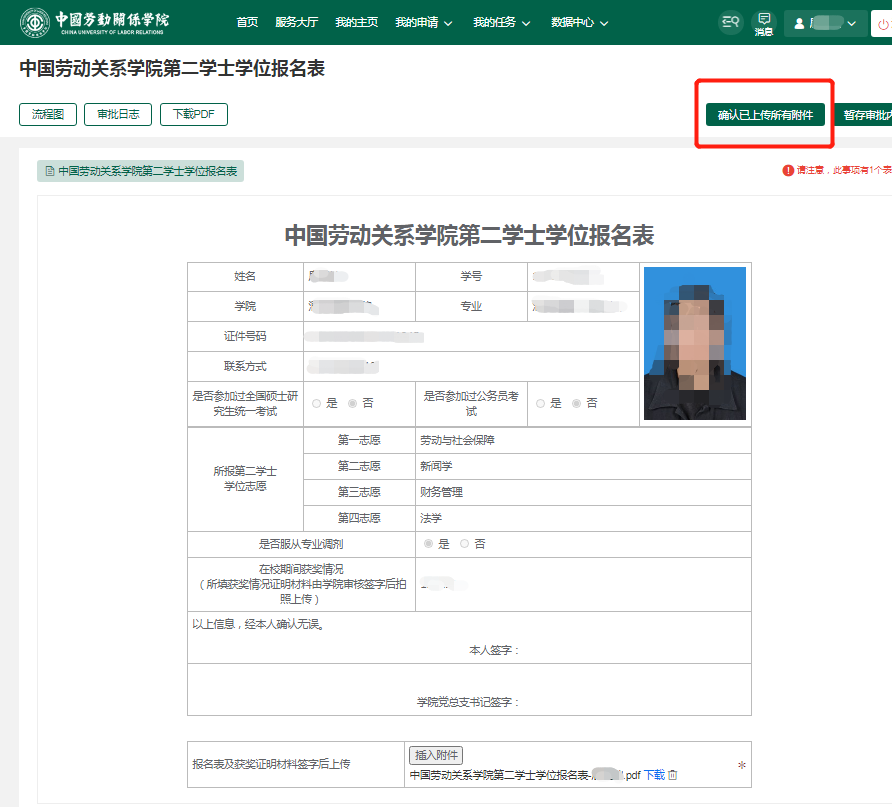 中国劳动關係学院
CHINA UNIVERSITY OF LABOR RELATIONS
首页 服务大厅 我的主页 我的申请 我的任务 数据中心
消息
中国劳动关系学院第二学士学位报名表
流程图 审批日志 下载PDF 确认已上传所有附件 暂存审批
中国劳动关系学院第二学士学位报名表
请注意，此事项有1个表
中国劳动关系学院第二学士学位报名表
姓名 学号
学院 专业
证件号码
联系方式
是否参加过全国硕士研究生统一考试 是 否 是否参加过公务员考试 是 否
所报第二学士学位志愿
第一志愿 劳动与社会保障
第二志愿 新闻学
第三志愿 财务管理
第四志愿 法学
是否服从专业调剂 是 否
在校期间获奖情况
（所填获奖情况证明材料由学院审核签字后拍
照上传）
以上信息，经本人确认无误。
本人签字：
学院党总支书记签字：
报名表及获奖证明材料签字后上传
插入附件
*
中国劳动关系学院第二学士学位报名表- .pdf 下载